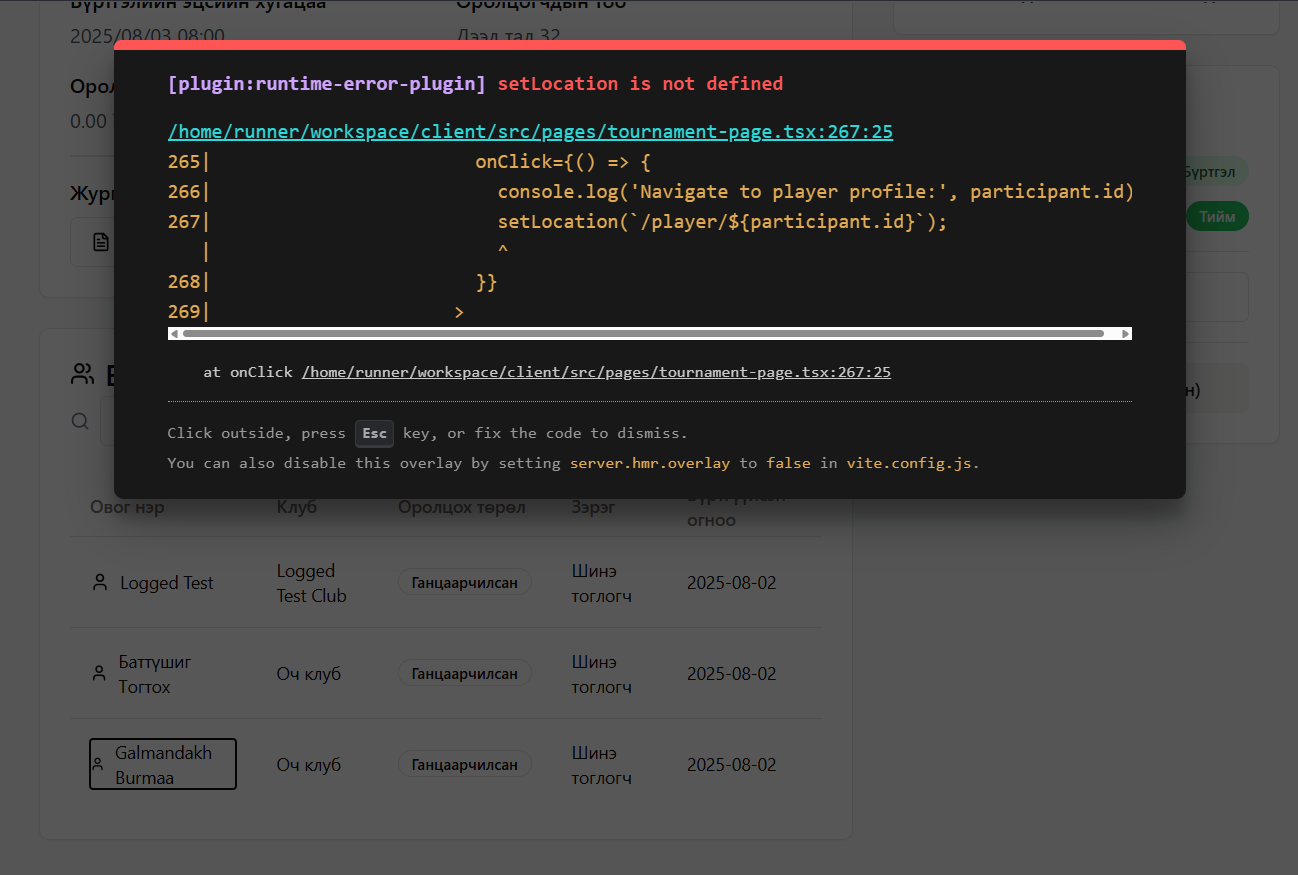 Бүртгэлийн эцсийн хугацаа
Оролцогчдын тоо
2025/08/03 08:00
Дээд тал 32
[plugin:runtime-error-plugin] setLocation is not defined
/home/runner/workspace/client/src/pages/tournament-page.tsx:267:25
265| onClick={() => {
266| console.log('Navigate to player profile:', participant.id)
267| setLocation(`/player/${participant.id}`);
| ^
268| }}
269| >
at onClick /home/runner/workspace/client/src/pages/tournament-page.tsx:267:25
Click outside, press Esc key, or fix the code to dismiss.
You can also disable this overlay by setting server.hmr.overlay to false in vite.config.js.
0.00
Бүртгэл
Тийм
Овог нэр
Клуб
Оролцох төрөл
Зэрэг
огноо
Logged Test
Logged
Test Club
Ганцаарчилсан
Шинэ
тоглогч
2025-08-02
Баттүшиг
Тогтох
Оч клуб
Ганцаарчилсан
Шинэ
тоглогч
2025-08-02
Galmandakh
Burmaa
Оч клуб
Ганцаарчилсан
Шинэ
тоглогч
2025-08-02